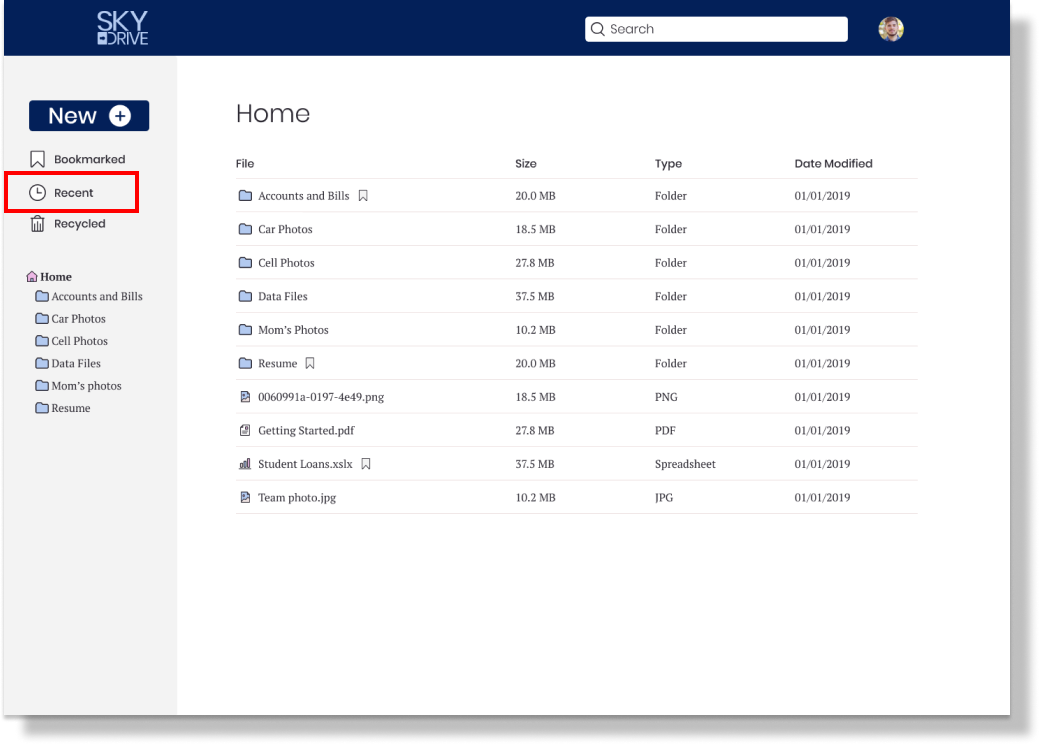 SKY
DRIVE
Search
New
Bookmarked
Recent
Recycled
Home
Accounts and Bills
Car Photos
Cell Photos
Data Files
Mom's photos
Resume
Home
File Size Type Date Modified
Accounts and Bills 20.0 MB Folder 01/01/2019
Car Photos 18.5 MB Folder 01/01/2019
Cell Photos 27.8 MB Folder 01/01/2019
Data Files 37.5 MB Folder 01/01/2019
Mom's Photos 10.2 MB Folder 01/01/2019
Resume 20.0 MB Folder 01/01/2019
0060991a-0197-4e49.png 18.5 MB PNG 01/01/2019
Getting Started.pdf 27.8 MB PDF 01/01/2019
Student Loans.xslx 37.5 MB Spreadsheet 01/01/2019
Team photo.jpg 10.2 MB JPG 01/01/2019